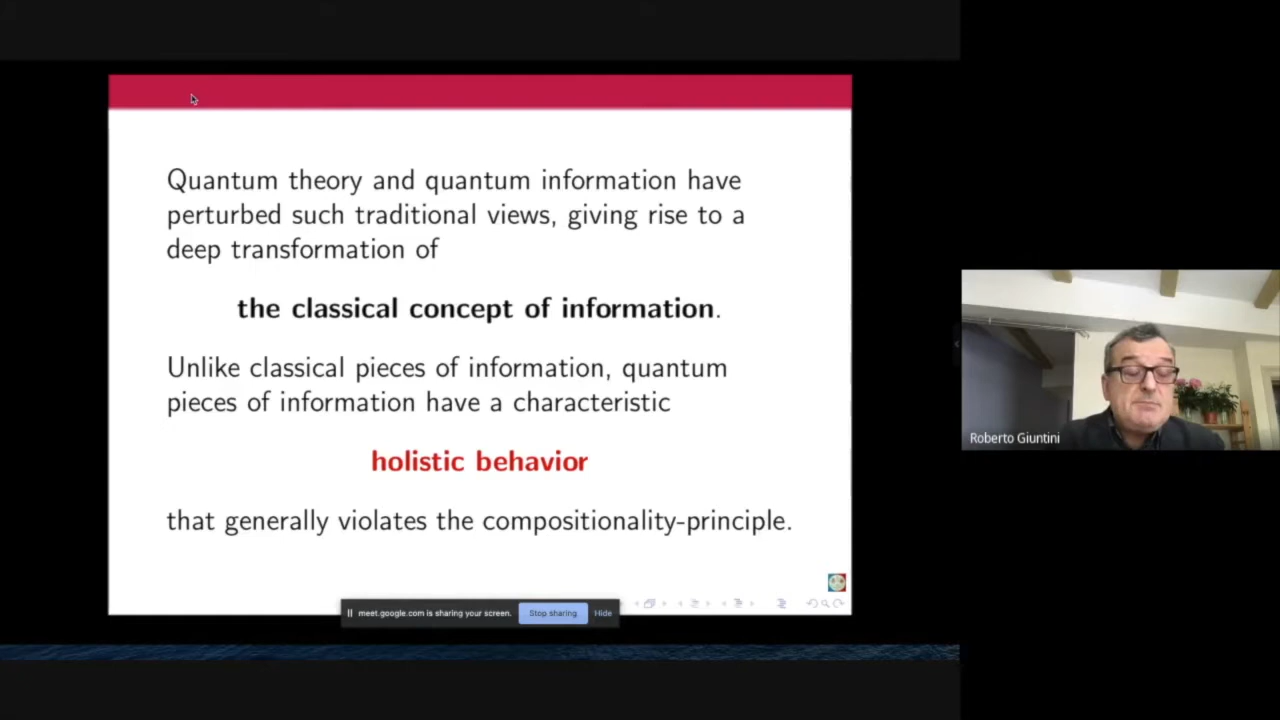 Quantum theory and quantum information have
perturbed such traditional views, giving rise to a
deep transformation of
the classical concept of information.
Unlike classical pieces of information, quantum
pieces of information have a characteristic
holistic behavior
that generally violates the compositionality-principle.
meet.google.com is sharing your screen. Stop sharing Hide
Roberto Giuntini